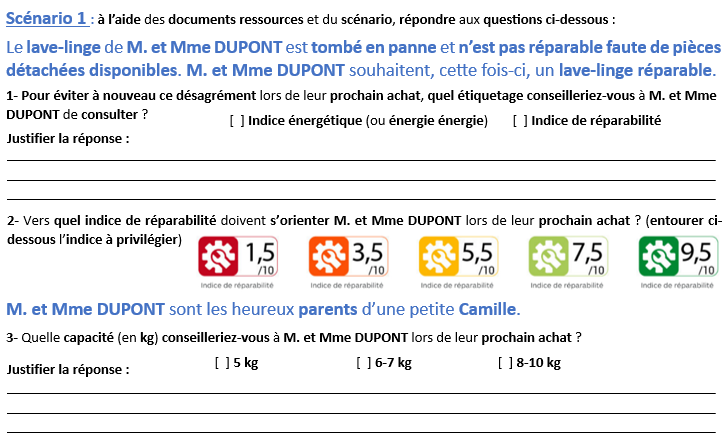 Scénario 1 : à l'aide des documents ressources et du scénario, répondre aux questions ci-dessous :
Le lave-linge de M. et Mme DUPONT est tombé en panne et n'est pas réparable faute de pièces
détachées disponibles. M. et Mme DUPONT souhaitent, cette fois-ci, un lave-linge réparable.
1- Pour éviter à nouveau ce désagrément lors de leur prochain achat, quel étiquetage conseilleriez-vous à M. et Mme
DUPONT de consulter ? [ ] Indice énergétique (ou énergie énergie) [ ] Indice de réparabilité
Justifier la réponse :
2- Vers quel indice de réparabilité doivent s'orienter M. et Mme DUPONT lors de leur prochain achat ? (entourer ci-
dessous l'indice à privilégier)
1,5 /10 3,5 /10 5,5 /10 7,5 /10 9,5 /10
Indice de réparabilité Indice de réparabilité Indice de réparabilité Indice de réparabilité Indice de réparabilité
M. et Mme DUPONT sont les heureux parents d'une petite Camille.
3- Quelle capacité (en kg) conseilleriez-vous à M. et Mme DUPONT lors de leur prochain achat ?
Justifier la réponse : [ ] 5 kg [ ] 6-7 kg [ ] 8-10 kg